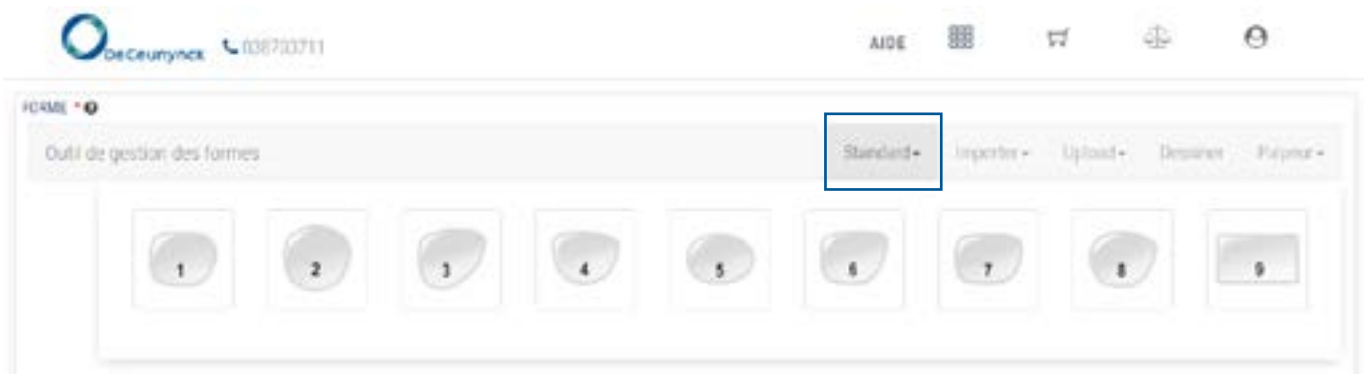 DeCeunynck
AIDE
FORME *
Outil de gestion des formes
Standard
Importer
Upload
Dessiner
Palpeur
1
2
3
4
5
6
7
8
9